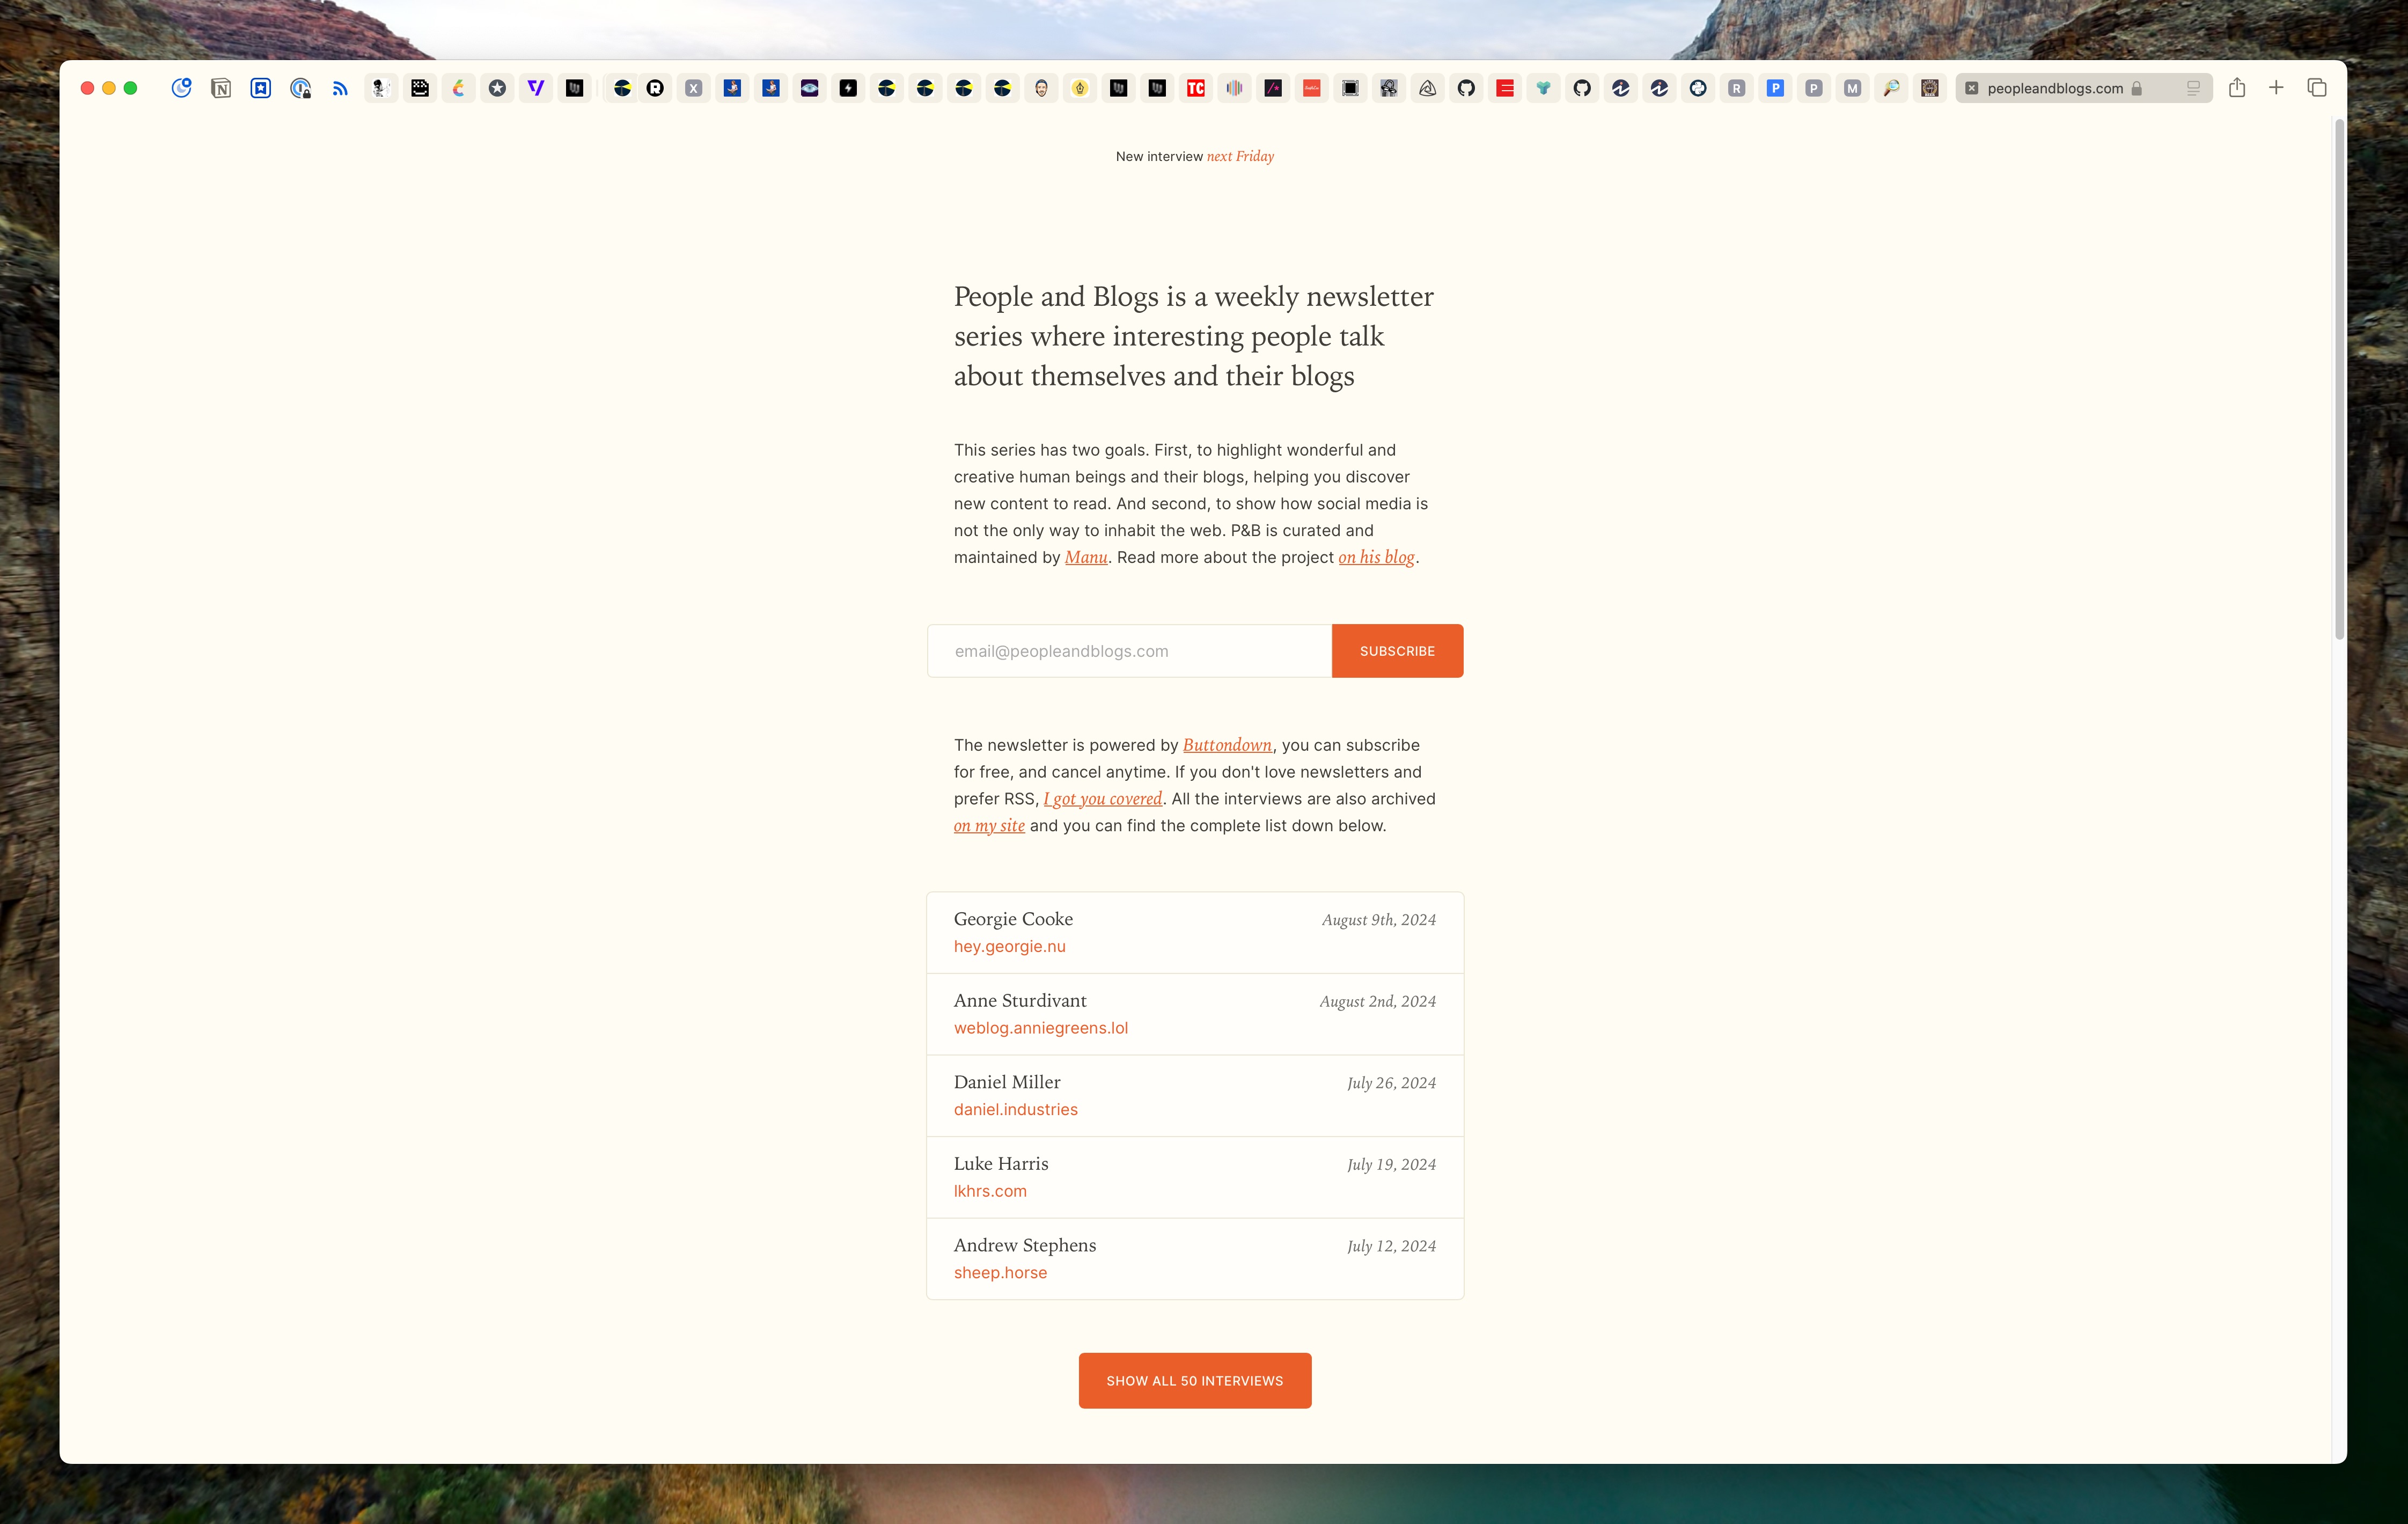 peopleandblogs.com
New interview next Friday
People and Blogs is a weekly newsletter
series where interesting people talk
about themselves and their blogs
This series has two goals. First, to highlight wonderful and
creative human beings and their blogs, helping you discover
new content to read. And second, to show how social media is
not the only way to inhabit the web. P&B is curated and
maintained by Manu. Read more about the project on his blog.
email@peopleandblogs.com
SUBSCRIBE
The newsletter is powered by Buttondown, you can subscribe
for free, and cancel anytime. If you don't love newsletters and
prefer RSS, I got you covered. All the interviews are also archived
on my site and you can find the complete list down below.
Georgie Cooke August 9th, 2024
hey.georgie.nu
Anne Sturdivant August 2nd, 2024
weblog.anniegreens.lol
Daniel Miller July 26, 2024
daniel.industries
Luke Harris July 19, 2024
lkhrs.com
Andrew Stephens July 12, 2024
sheep.horse
SHOW ALL 50 INTERVIEWS